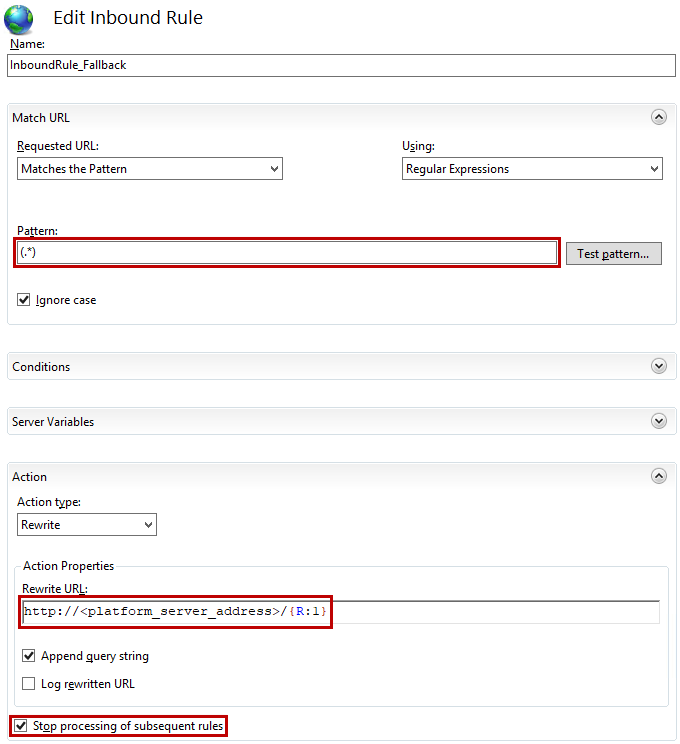 Edit Inbound Rule
Name:
InboundRule_Fallback
Match URL
Requested URL:
Using:
Matches the Pattern
Regular Expressions
Pattern:
(.*)
Test pattern...
Ignore case
Conditions
Server Variables
Action
Action type:
Rewrite
Action Properties
Rewrite URL:
http://<platform_server_address>/{R:1}
Append query string
Log rewritten URL
Stop processing of subsequent rules